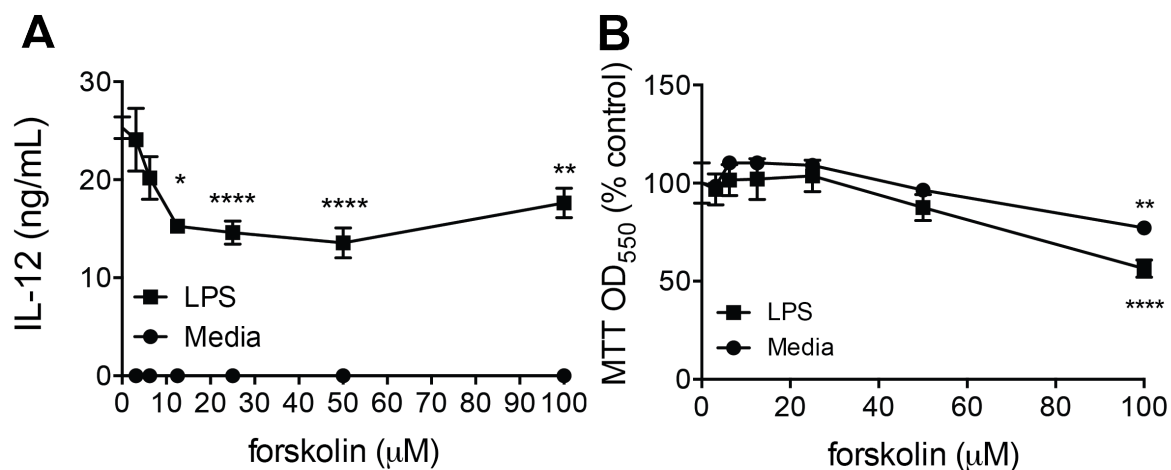 A
IL-12 (ng/mL)
30
20
10
0
*
****
****
**
LPS
Media
0 10 20 30 40 50 60 70 80 90 100
forskolin (μM)
B
MTT OD550 (% control)
150
100
50
0
**
****
LPS
Media
0 20 40 60 80 100
forskolin (μM)